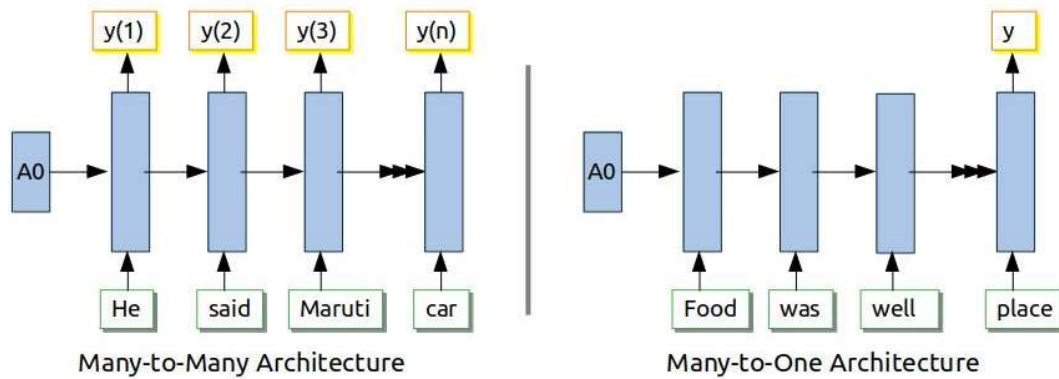 y(1) y(2) y(3) y(n)
A0
He said Maruti car
Many-to-Many Architecture
y
A0
Food was well place
Many-to-One Architecture